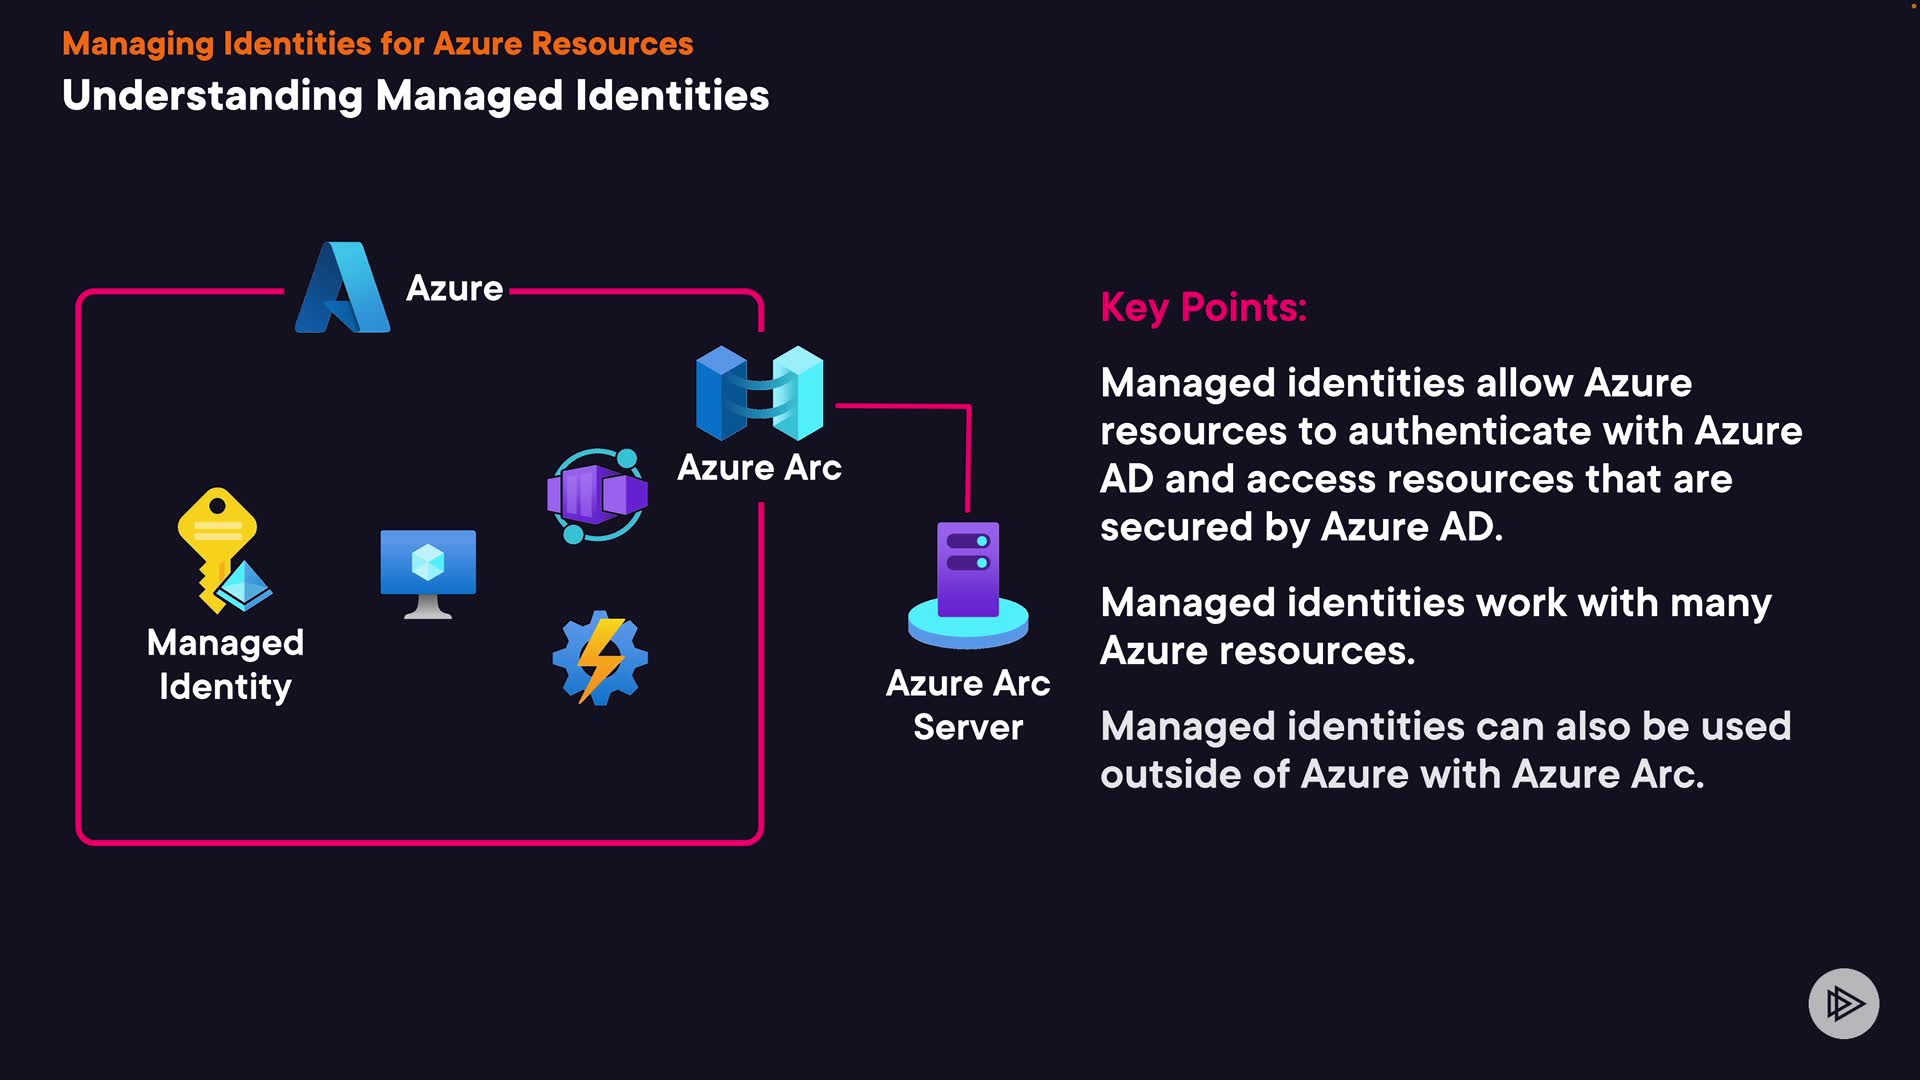 Managing Identities for Azure Resources
Understanding Managed Identities
Azure
Azure Arc
Managed
Identity
Azure Arc
Server
Key Points:
Managed identities allow Azure
resources to authenticate with Azure
AD and access resources that are
secured by Azure AD.
Managed identities work with many
Azure resources.
Managed identities can also be used
outside of Azure with Azure Arc.